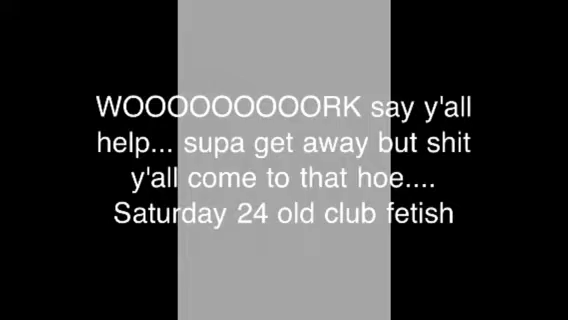 WOOOOOOOOORK say y'all
help... supa get away but shit
y'all come to that hoe....
Saturday 24 old club fetish